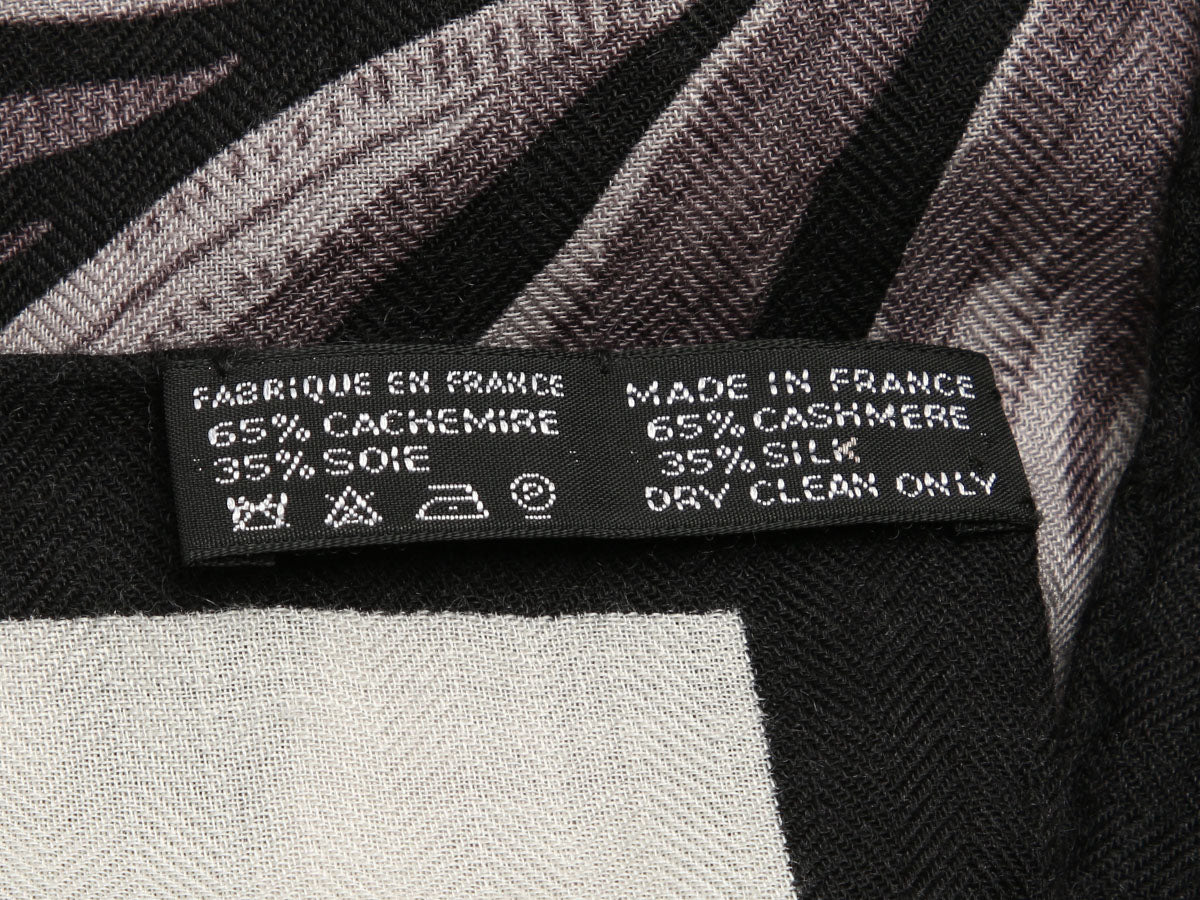 FABRIQUE EN FRANCE
65% CACHEMIRE
35% SOIE
P
MADE IN FRANCE
65% CASHMERE
35% SILK
DRY CLEAN ONLY